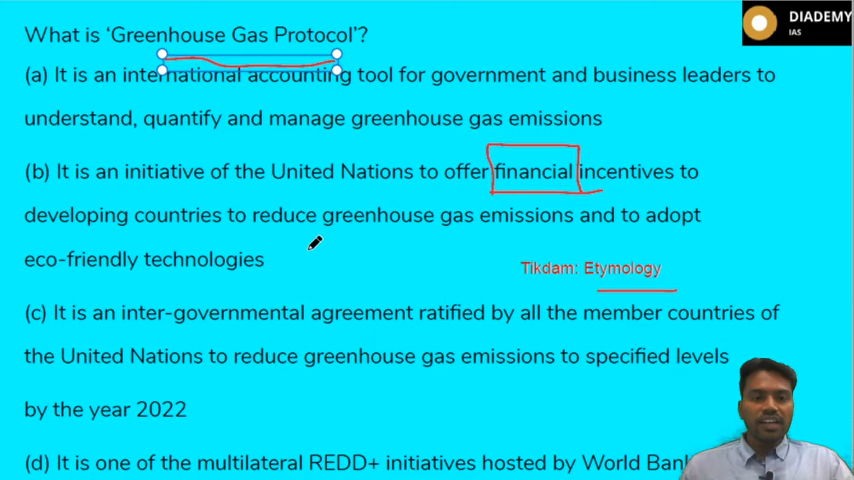 What is ‘Greenhouse Gas Protocol’?
DIADEMY
IAS
(a) It is an international accounting tool for government and business leaders to
understand, quantify and manage greenhouse gas emissions
(b) It is an initiative of the United Nations to offer financial incentives to
developing countries to reduce greenhouse gas emissions and to adopt
eco-friendly technologies
Tikdam: Etymology
(c) It is an inter-governmental agreement ratified by all the member countries of
the United Nations to reduce greenhouse gas emissions to specified levels
by the year 2022
(d) It is one of the multilateral REDD+ initiatives hosted by World Bank